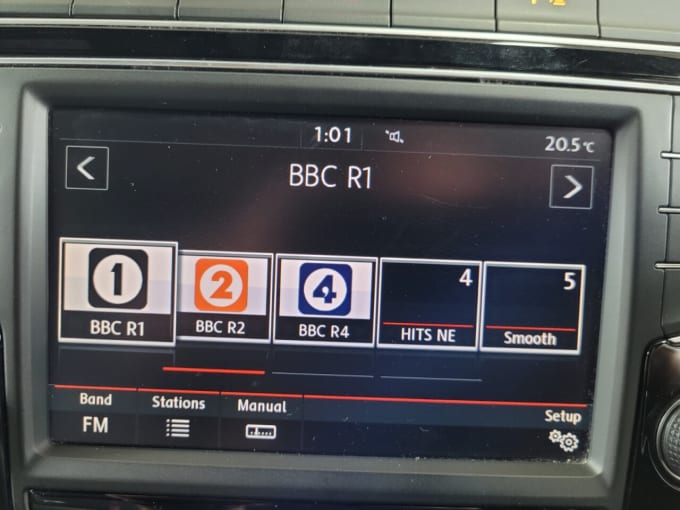 1:01
20.5°C
BBC R1
1 2 4 4 5
BBC R1 BBC R2 BBC R4 HITS NE Smooth
Band Stations Manual Setup
FM